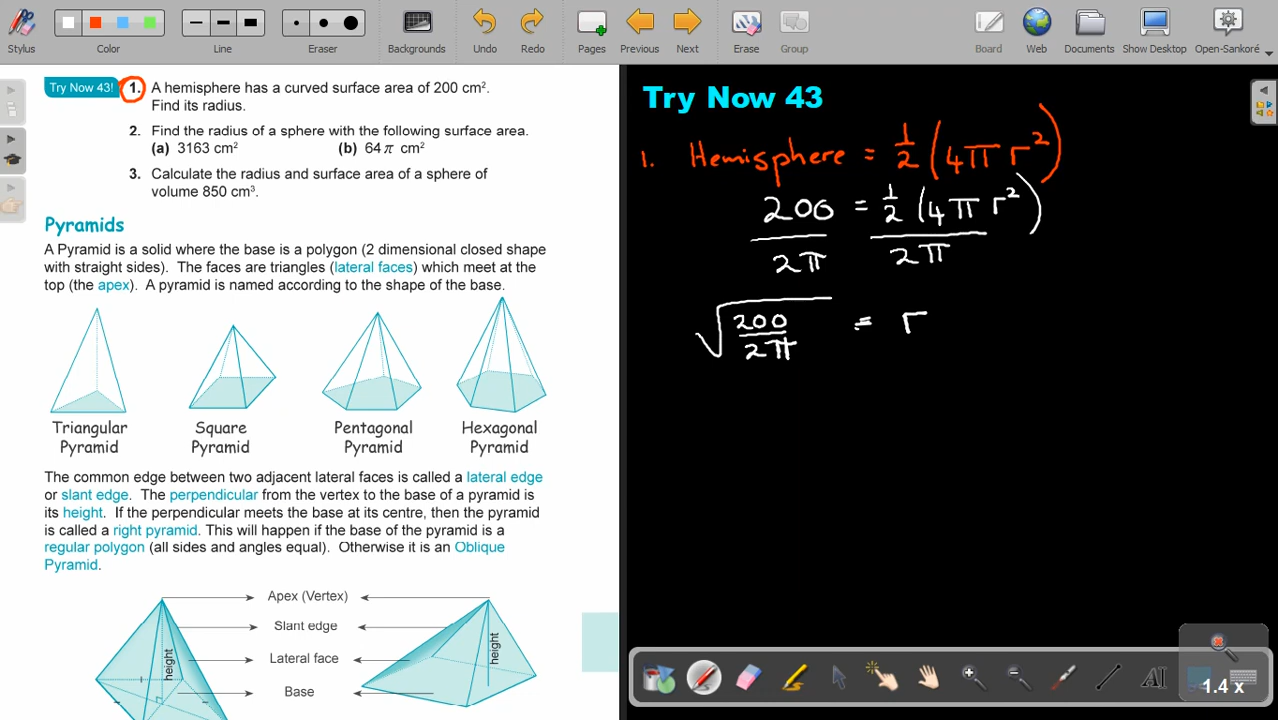 Stylus
Color
Line
Eraser
Backgrounds
Undo
Redo
Pages
Previous
Next
Erase
Group
Board
Web
Documents
Show Desktop
Open-Sankoré
Try Now 43!
1. A hemisphere has a curved surface area of 200 cm².
Find its radius.
2. Find the radius of a sphere with the following surface area.
(a) 3163 cm² (b) 64π cm²
3. Calculate the radius and surface area of a sphere of
volume 850 cm³.
Pyramids
A Pyramid is a solid where the base is a polygon (2 dimensional closed shape
with straight sides). The faces are triangles (lateral faces) which meet at the
top (the apex). A pyramid is named according to the shape of the base.
Triangular
Pyramid
Square
Pyramid
Pentagonal
Pyramid
Hexagonal
Pyramid
The common edge between two adjacent lateral faces is called a lateral edge
or slant edge. The perpendicular from the vertex to the base of a pyramid is
its height. If the perpendicular meets the base at its centre, then the pyramid
is called a right pyramid. This will happen if the base of the pyramid is a
regular polygon (all sides and angles equal). Otherwise it is an Oblique
Pyramid.
Apex (Vertex)
Slant edge
Lateral face
Base
height
height
Try Now 43
1. Hemisphere = 1/2 (4π r²)
200 = 1/2 (4π r²)
2π 2π
√200/2π = r
1.4 x